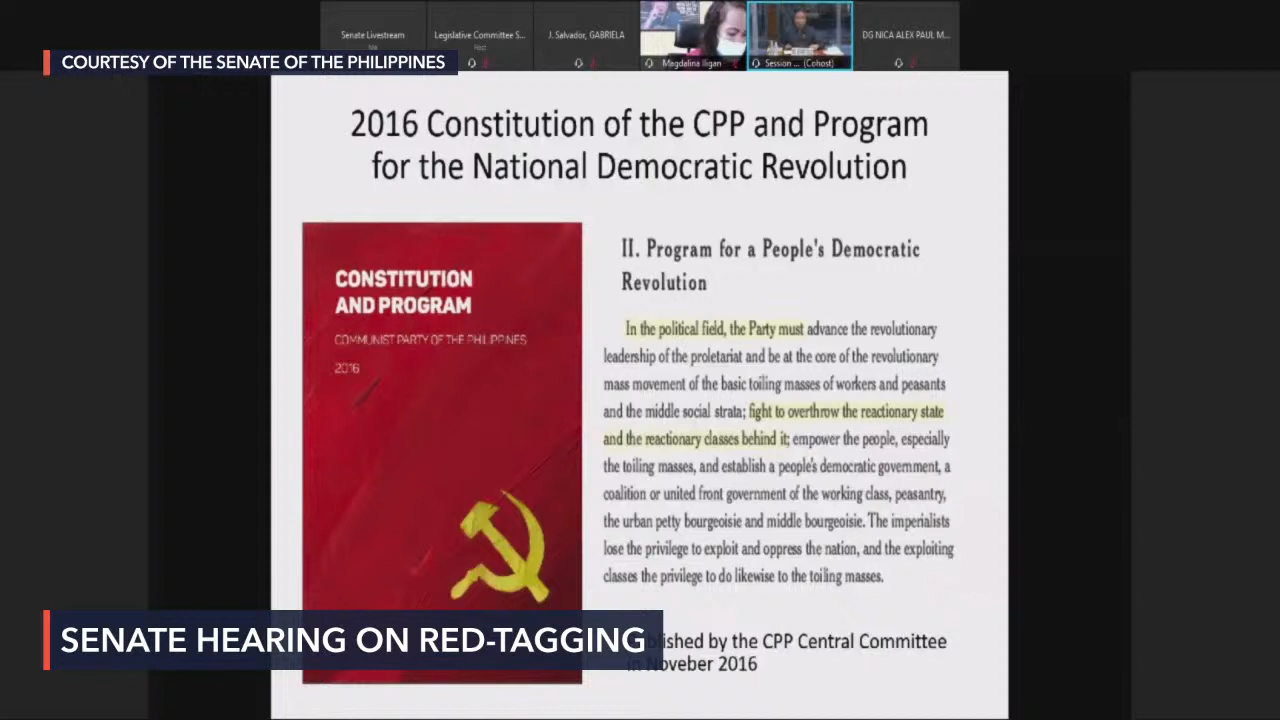 Senate Livestream
Legislative Committee S...
Host
J. Salvador, GABRIELA
Magdalina Iligan
Session ... (Cohost)
DG NICA ALEX PAUL M...
COURTESY OF THE SENATE OF THE PHILIPPINES
2016 Constitution of the CPP and Program
for the National Democratic Revolution
CONSTITUTION
AND PROGRAM
COMMUNIST PARTY OF THE PHILIPPINES
2016
II. Program for a People's Democratic
Revolution
In the political field, the Party must advance the revolutionary
leadership of the proletariat and be at the core of the revolutionary
mass movement of the basic toiling masses of workers and peasants
and the middle social strata; fight to overthrow the reactionary state
and the reactionary classes behind it; empower the people, especially
the toiling masses, and establish a people's democratic government, a
coalition or united front government of the working class, peasantry,
the urban petty bourgeoisie and middle bourgeoisie. The imperialists
lose the privilege to exploit and oppress the nation, and the exploiting
classes the privilege to do likewise to the toiling masses.
by the CPP Central Committee
in Noveber 2016
SENATE HEARING ON RED-TAGGING